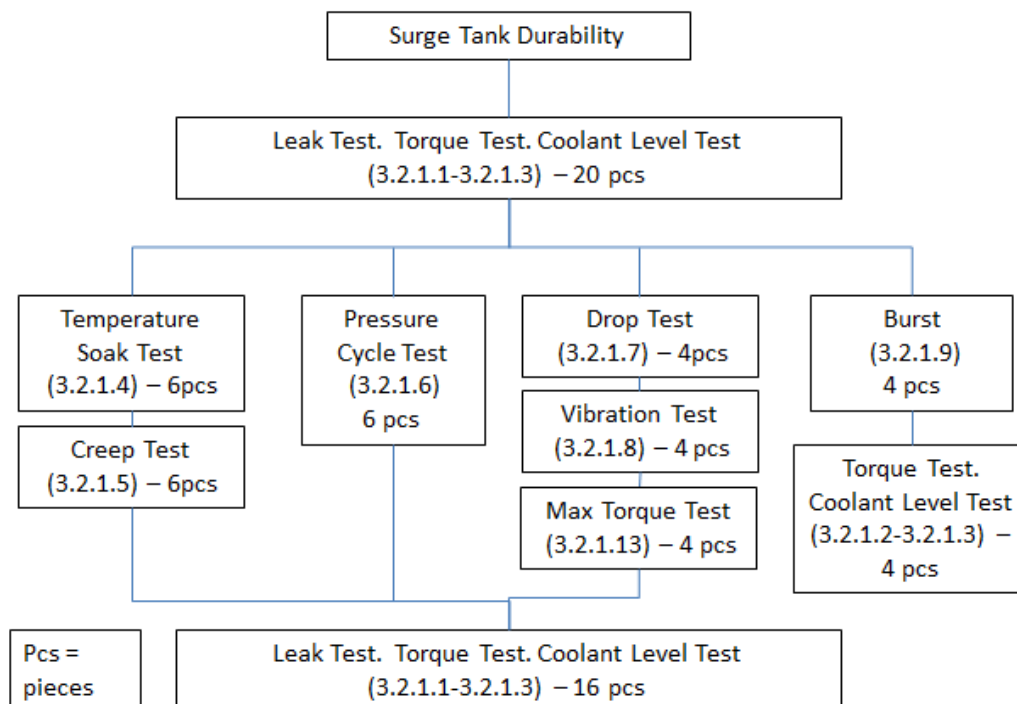 Surge Tank Durability
Leak Test. Torque Test. Coolant Level Test
(3.2.1.1-3.2.1.3) – 20 pcs
Temperature
Soak Test
(3.2.1.4) – 6pcs
Creep Test
(3.2.1.5) – 6pcs
Pressure
Cycle Test
(3.2.1.6)
6 pcs
Drop Test
(3.2.1.7) – 4pcs
Vibration Test
(3.2.1.8) – 4 pcs
Max Torque Test
(3.2.1.13) – 4 pcs
Burst
(3.2.1.9)
4 pcs
Torque Test.
Coolant Level Test
(3.2.1.2-3.2.1.3) –
4 pcs
Pcs =
pieces
Leak Test. Torque Test. Coolant Level Test
(3.2.1.1-3.2.1.3) – 16 pcs